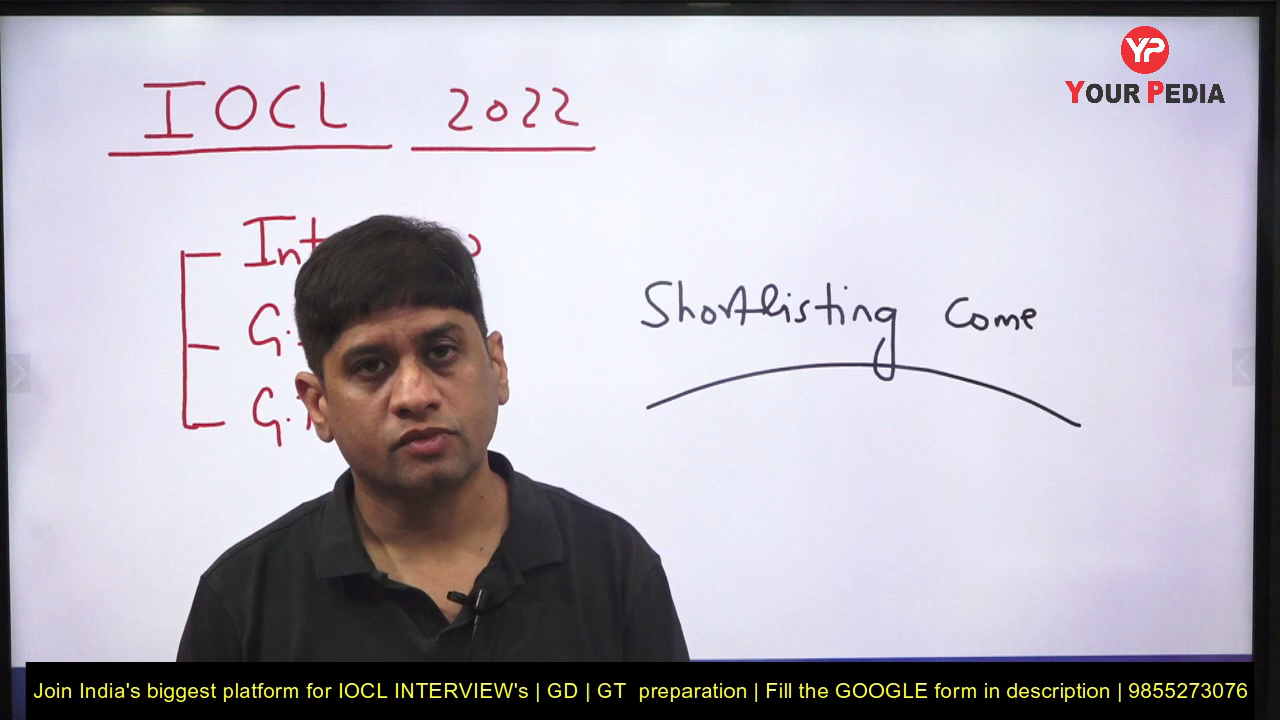 YP
YOUR PEDIA
IOCL 2022
Shortlisting Come
Join India's biggest platform for IOCL INTERVIEW's | GD | GT preparation | Fill the GOOGLE form in description | 9855273076